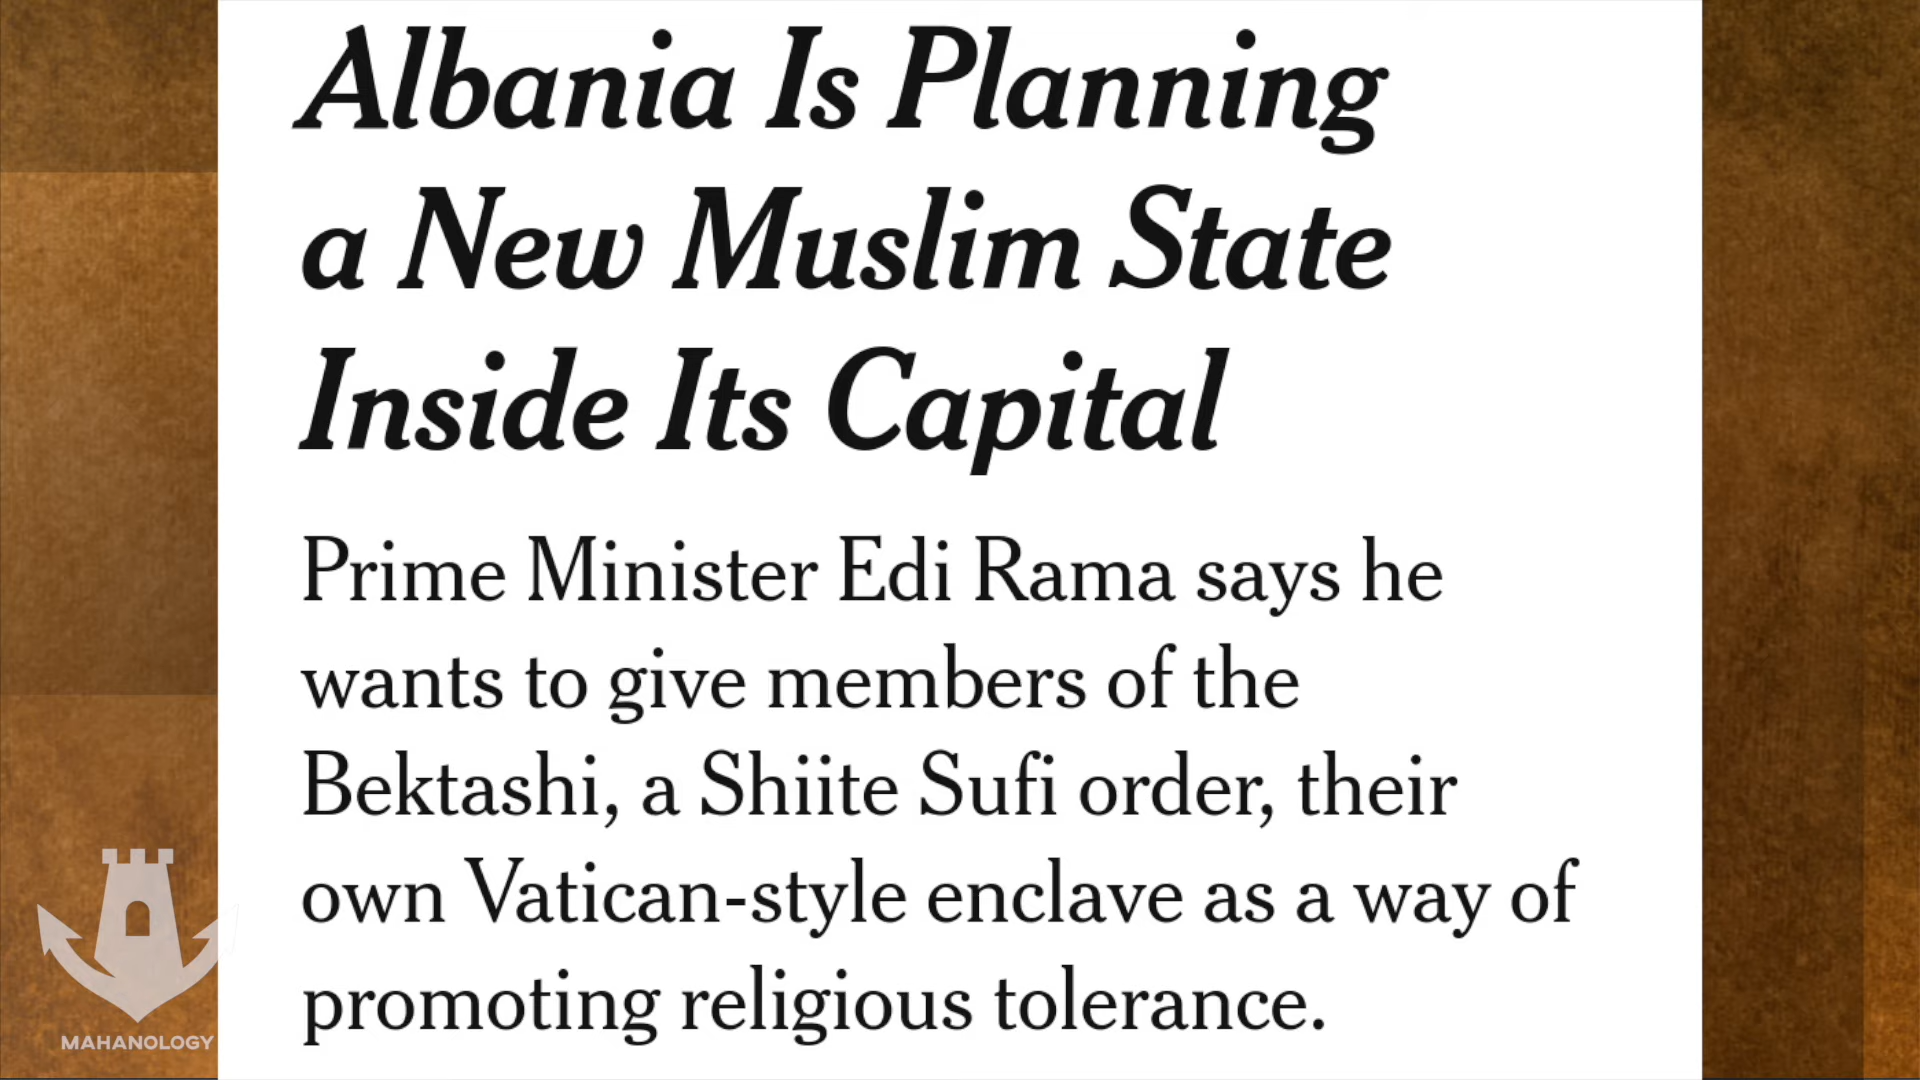 Albania Is Planning
a New Muslim State
Inside Its Capital
Prime Minister Edi Rama says he
wants to give members of the
Bektashi, a Shiite Sufi order, their
own Vatican-style enclave as a way of
promoting religious tolerance.
MAHANOLOGY